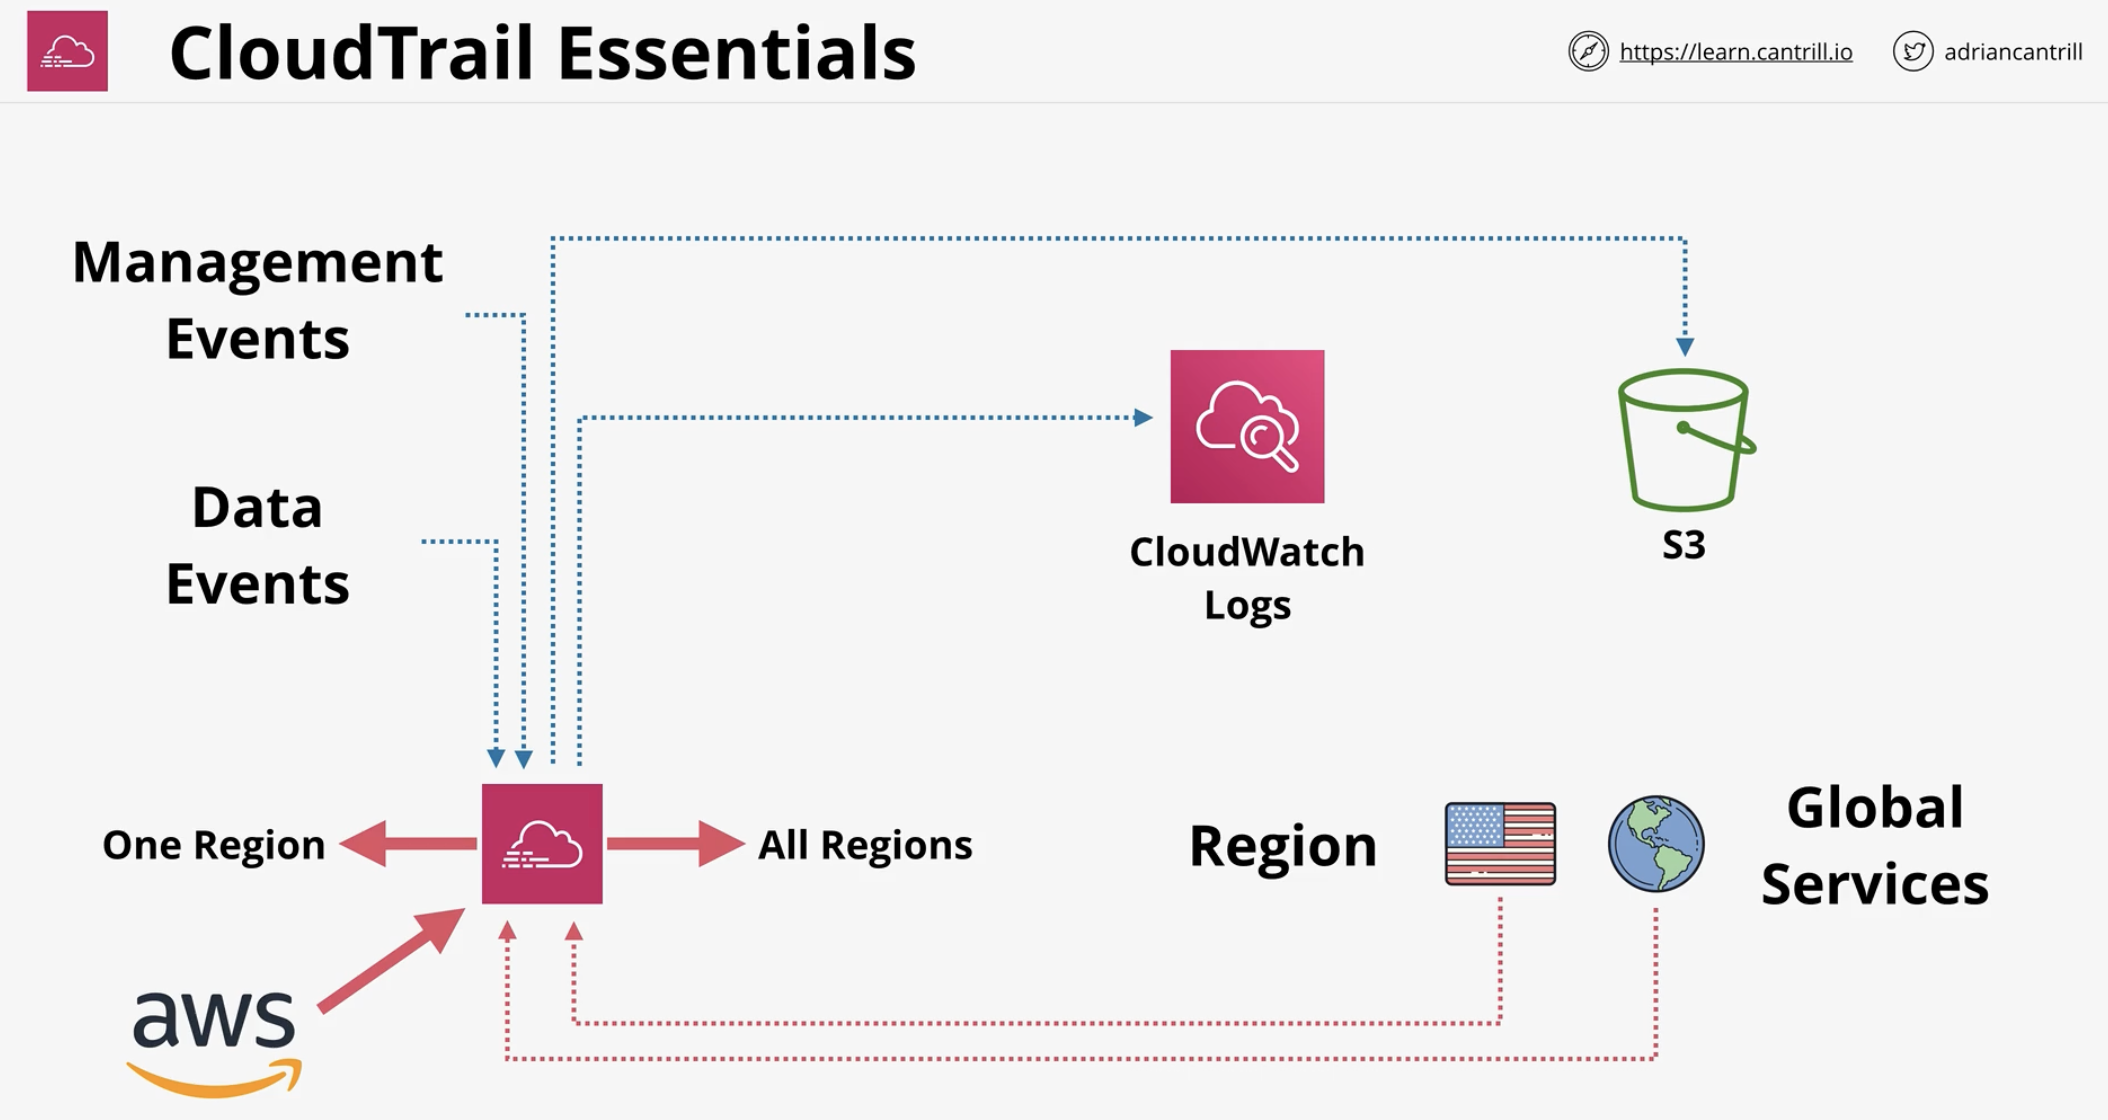 CloudTrail Essentials
https://learn.cantrill.io
adriancantrill
Management
Events
Data
Events
CloudWatch
Logs
S3
One Region
All Regions
Region
Global
Services
aws